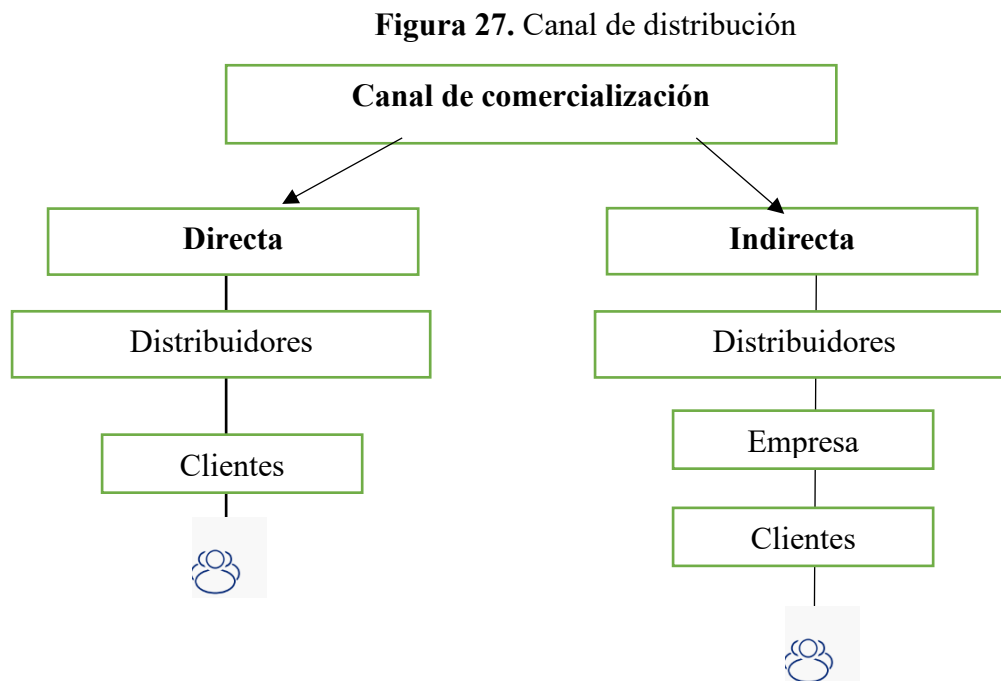 Figura 27. Canal de distribución
Canal de comercialización
Directa
Indirecta
Distribuidores
Distribuidores
Empresa
Clientes
Clientes